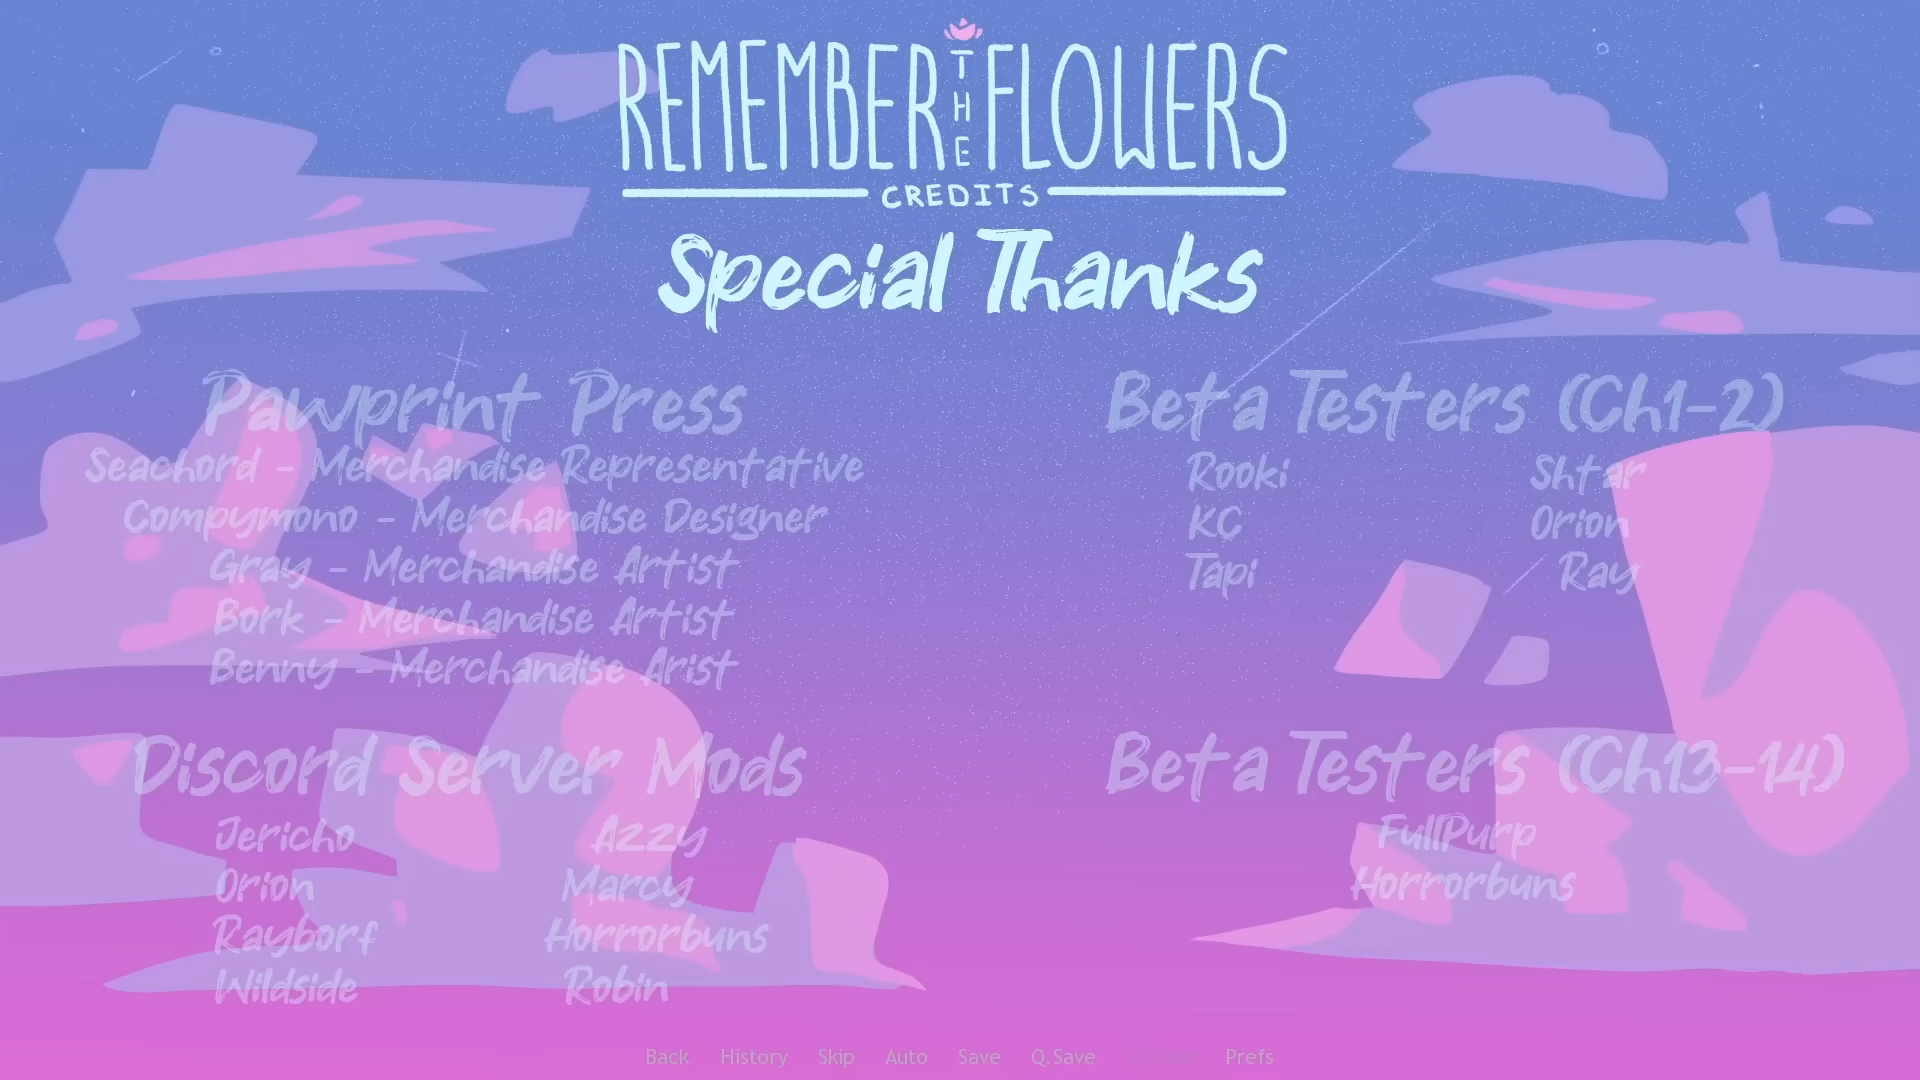 REMEMBER THE FLOWERS
CREDITS
Special Thanks
Pawprint Press
Seachord - Merchandise Representative
Compymono - Merchandise Designer
Gray - Merchandise Artist
Bork - Merchandise Artist
Benny - Merchandise Arist
Beta Testers (Ch1-2)
Rooki Shtar
KC Orion
Tapi Ray
Discord Server Mods
Jericho Azzy
Orion Marcy
Rayborf Horrorbuns
Wildside Robin
Beta Testers (Ch13-14)
FullPurp
Horrorbuns
Back History Skip Auto Save Q.Save Prefs